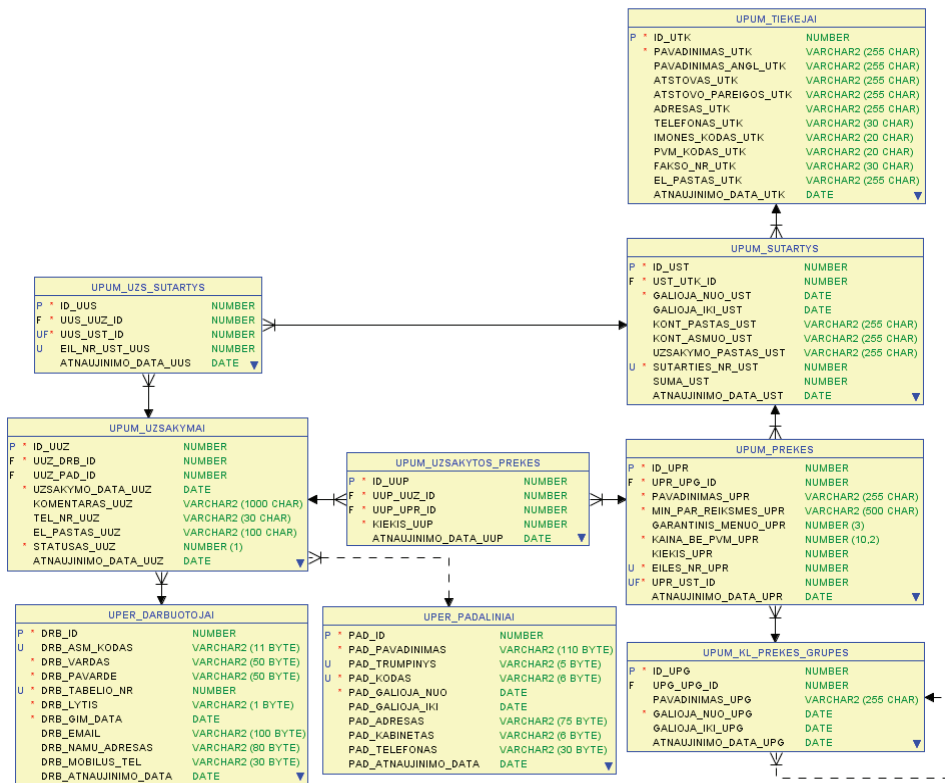 UPUM_TIEKEJAI
P * ID_UTK NUMBER
* PAVADINIMAS_UTK VARCHAR2 (255 CHAR)
PAVADINIMAS_ANGL_UTK VARCHAR2 (255 CHAR)
ATSTOVAS_UTK VARCHAR2 (255 CHAR)
ATSTOVO_PAREIGOS_UTK VARCHAR2 (255 CHAR)
ADRESAS_UTK VARCHAR2 (255 CHAR)
TELEFONAS_UTK VARCHAR2 (30 CHAR)
IMONES_KODAS_UTK VARCHAR2 (20 CHAR)
PVM_KODAS_UTK VARCHAR2 (20 CHAR)
FAKSO_NR_UTK VARCHAR2 (30 CHAR)
EL_PASTAS_UTK VARCHAR2 (255 CHAR)
ATNAUJINIMO_DATA_UTK DATE
UPUM_SUTARTYS
P * ID_UST NUMBER
F * UST_UTK_ID NUMBER
* GALIOJA_NUO_UST DATE
GALIOJA_IKI_UST DATE
KONT_PASTAS_UST VARCHAR2 (255 CHAR)
KONT_ASMUO_UST VARCHAR2 (255 CHAR)
UZSAKYMO_PASTAS_UST VARCHAR2 (255 CHAR)
U * SUTARTIES_NR_UST NUMBER
SUMA_UST NUMBER
ATNAUJINIMO_DATA_UST DATE
UPUM_UZS_SUTARTYS
P * ID_UUS NUMBER
F * UUS_UUZ_ID NUMBER
UF* UUS_UST_ID NUMBER
U EIL_NR_UST_UUS NUMBER
ATNAUJINIMO_DATA_UUS DATE
UPUM_UZSAKYMAI
P * ID_UUZ NUMBER
F * UUZ_DRB_ID NUMBER
F UUZ_PAD_ID NUMBER
* UZSAKYMO_DATA_UUZ DATE
KOMENTARAS_UUZ VARCHAR2 (1000 CHAR)
TEL_NR_UUZ VARCHAR2 (30 CHAR)
EL_PASTAS_UUZ VARCHAR2 (100 CHAR)
* STATUSAS_UUZ NUMBER (1)
ATNAUJINIMO_DATA_UUZ DATE
UPUM_UZSAKYTOS_PREKES
P * ID_UUP NUMBER
F * UUP_UUZ_ID NUMBER
F * UUP_UPR_ID NUMBER
* KIEKIS_UUP NUMBER
ATNAUJINIMO_DATA_UUP DATE
UPUM_PREKES
P * ID_UPR NUMBER
F * UPR_UPG_ID NUMBER
* PAVADINIMAS_UPR VARCHAR2 (255 CHAR)
* MIN_PAR_REIKSMES_UPR VARCHAR2 (500 CHAR)
GARANTINIS_MENUO_UPR NUMBER (3)
* KAINA_BE_PVM_UPR NUMBER (10,2)
KIEKIS_UPR NUMBER
U * EILES_NR_UPR NUMBER
UF* UPR_UST_ID NUMBER
ATNAUJINIMO_DATA_UPR DATE
UPER_DARBUOTOJAI
P * DRB_ID NUMBER
U DRB_ASM_KODAS VARCHAR2 (11 BYTE)
* DRB_VARDAS VARCHAR2 (50 BYTE)
* DRB_PAVARDE VARCHAR2 (50 BYTE)
U * DRB_TABELIO_NR NUMBER
* DRB_LYTIS VARCHAR2 (1 BYTE)
* DRB_GIM_DATA DATE
DRB_EMAIL VARCHAR2 (100 BYTE)
DRB_NAMU_ADRESAS VARCHAR2 (80 BYTE)
DRB_MOBILUS_TEL VARCHAR2 (30 BYTE)
DRB_ATNAUJINIMO_DATA DATE
UPER_PADALINIAI
P * PAD_ID NUMBER
* PAD_PAVADINIMAS VARCHAR2 (110 BYTE)
U PAD_TRUMPINYS VARCHAR2 (5 BYTE)
U * PAD_KODAS VARCHAR2 (6 BYTE)
* PAD_GALIOJA_NUO DATE
PAD_GALIOJA_IKI DATE
PAD_ADRESAS VARCHAR2 (75 BYTE)
PAD_KABINETAS VARCHAR2 (6 BYTE)
PAD_TELEFONAS VARCHAR2 (30 BYTE)
PAD_ATNAUJINIMO_DATA DATE
UPUM_KL_PREKES_GRUPES
P * ID_UPG NUMBER
F UPG_UPG_ID NUMBER
PAVADINIMAS_UPG VARCHAR2 (255 CHAR)
* GALIOJA_NUO_UPG DATE
GALIOJA_IKI_UPG DATE
ATNAUJINIMO_DATA_UPG DATE